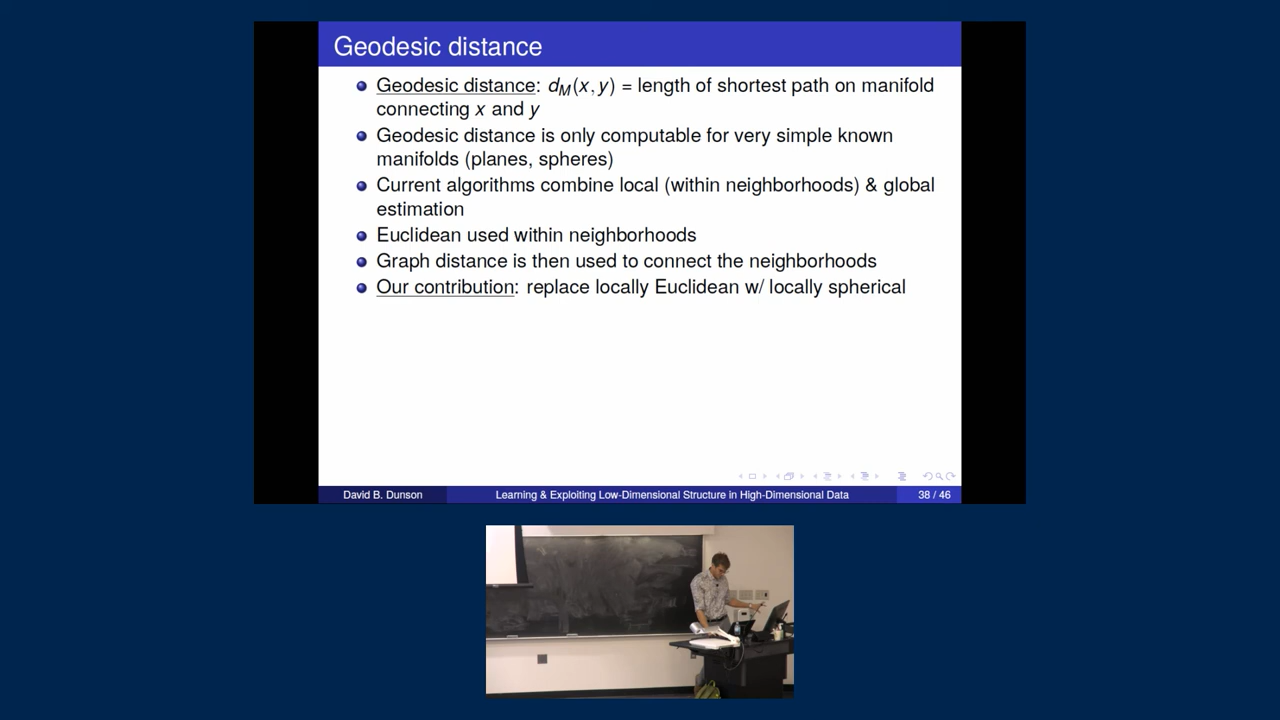 Geodesic distance
Geodesic distance: d_M(x, y) = length of shortest path on manifold
connecting x and y
Geodesic distance is only computable for very simple known
manifolds (planes, spheres)
Current algorithms combine local (within neighborhoods) & global
estimation
Euclidean used within neighborhoods
Graph distance is then used to connect the neighborhoods
Our contribution: replace locally Euclidean w/ locally spherical
David B. Dunson Learning & Exploiting Low-Dimensional Structure in High-Dimensional Data 38 / 46